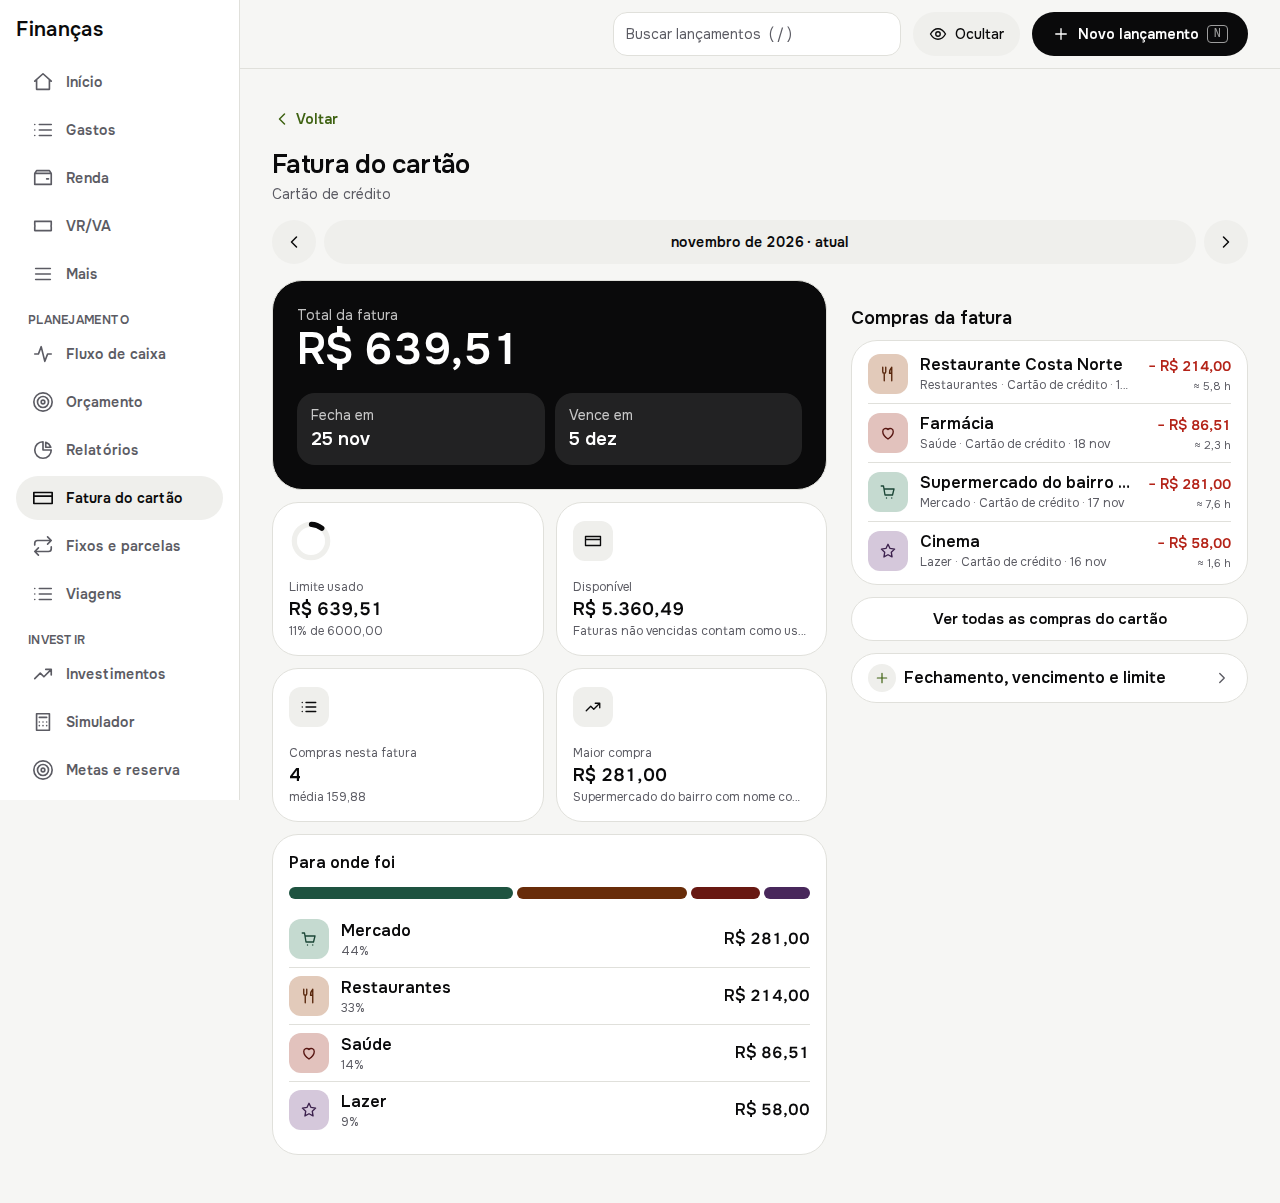 Finanças
Início
Gastos
Renda
VR/VA
Mais
PLANEJAMENTO
Fluxo de caixa
Orçamento
Relatórios
Fatura do cartão
Fixos e parcelas
Viagens
INVESTIR
Investimentos
Simulador
Metas e reserva
Buscar lançamentos ( / )
Ocultar
Novo lançamento N
Voltar
Fatura do cartão
Cartão de crédito
novembro de 2026 · atual
Total da fatura
R$ 639,51
Fecha em
25 nov
Vence em
5 dez
Limite usado
R$ 639,51
11% de 6000,00
Disponível
R$ 5.360,49
Faturas não vencidas contam como us…
Compras nesta fatura
4
média 159,88
Maior compra
R$ 281,00
Supermercado do bairro com nome co…
Para onde foi
Mercado
44%
R$ 281,00
Restaurantes
33%
R$ 214,00
Saúde
14%
R$ 86,51
Lazer
9%
R$ 58,00
Compras da fatura
Restaurante Costa Norte
− R$ 214,00
Restaurantes · Cartão de crédito · 1…
≈ 5,8 h
Farmácia
− R$ 86,51
Saúde · Cartão de crédito · 18 nov
≈ 2,3 h
Supermercado do bairro …
− R$ 281,00
Mercado · Cartão de crédito · 17 nov
≈ 7,6 h
Cinema
− R$ 58,00
Lazer · Cartão de crédito · 16 nov
≈ 1,6 h
Ver todas as compras do cartão
Fechamento, vencimento e limite